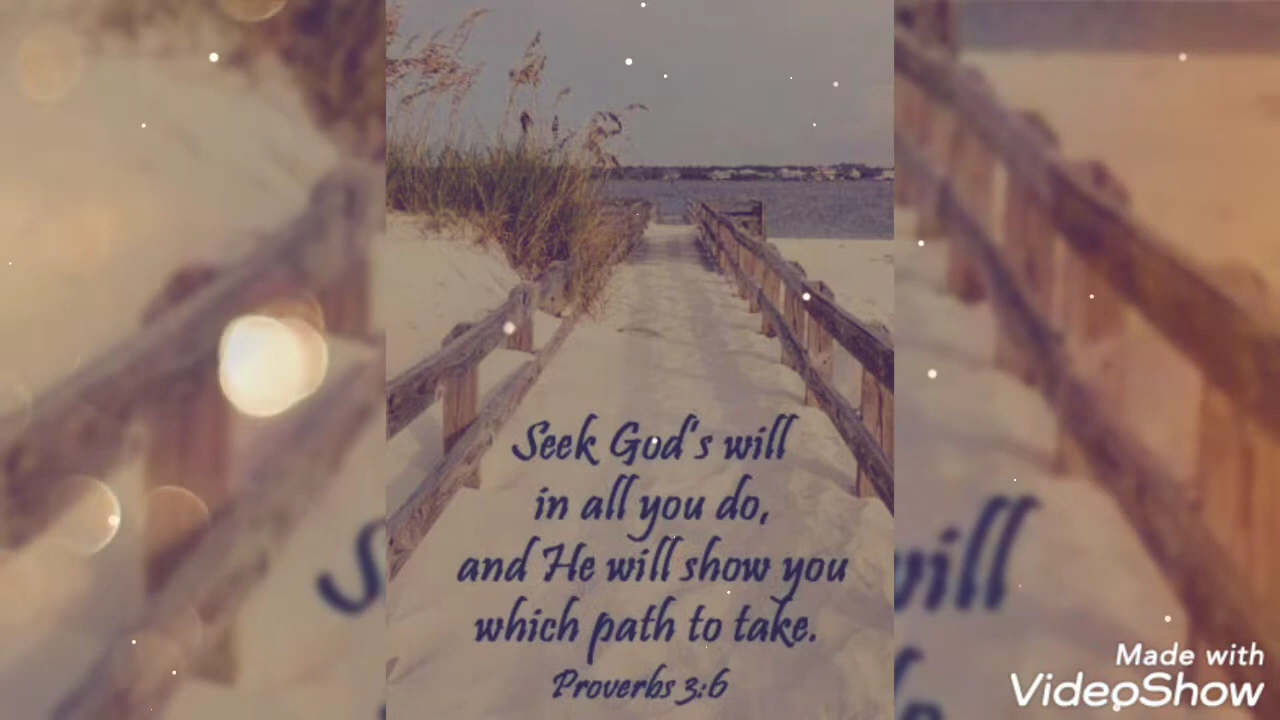 Seek God's will
in all you do,
and He will show you
which path to take.
Proverbs 3:6
S
will
Made with
VideoShow